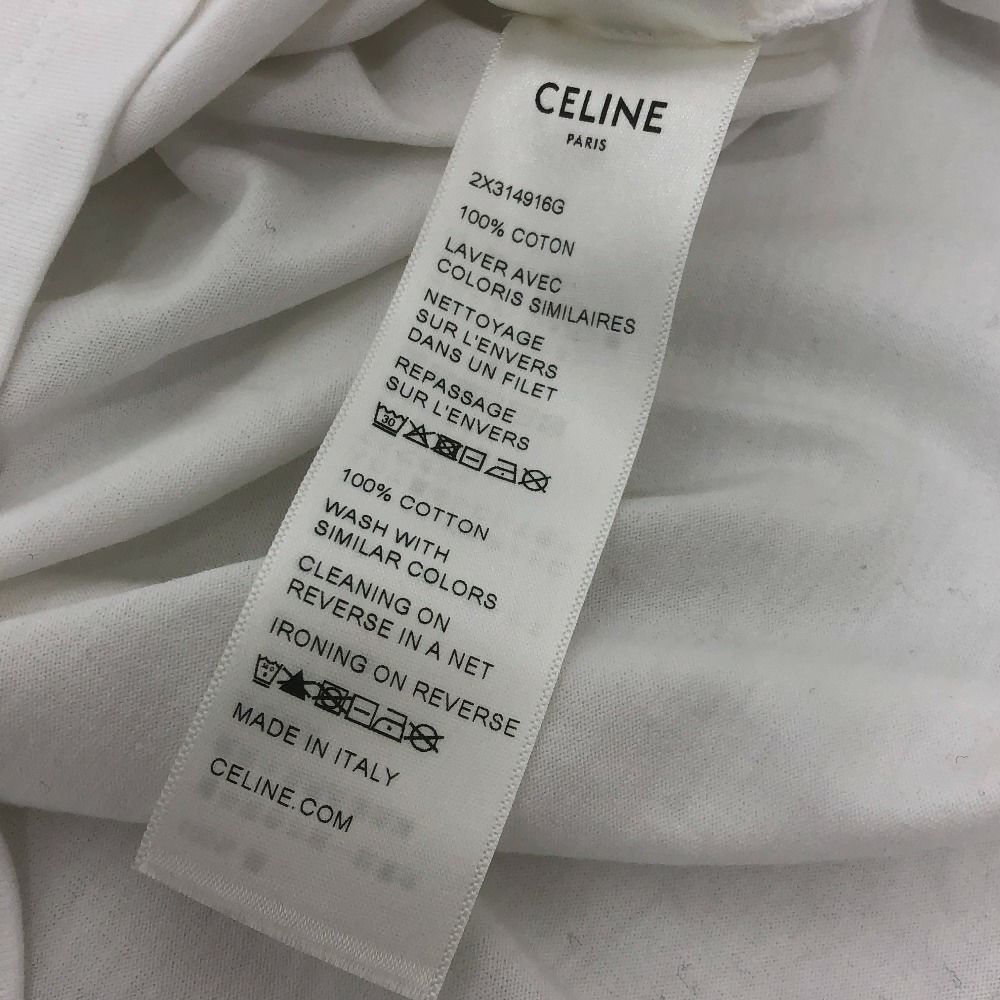 CELINE
PARIS
2X314916G
100% COTON
LAVER AVEC
COLORIS SIMILAIRES
NETTOYAGE
SUR L'ENVERS
DANS UN FILET
REPASSAGE
SUR L'ENVERS
30
100% COTTON
WASH WITH
SIMILAR COLORS
CLEANING ON
REVERSE IN A NET
IRONING ON REVERSE
MADE IN ITALY
CELINE.COM